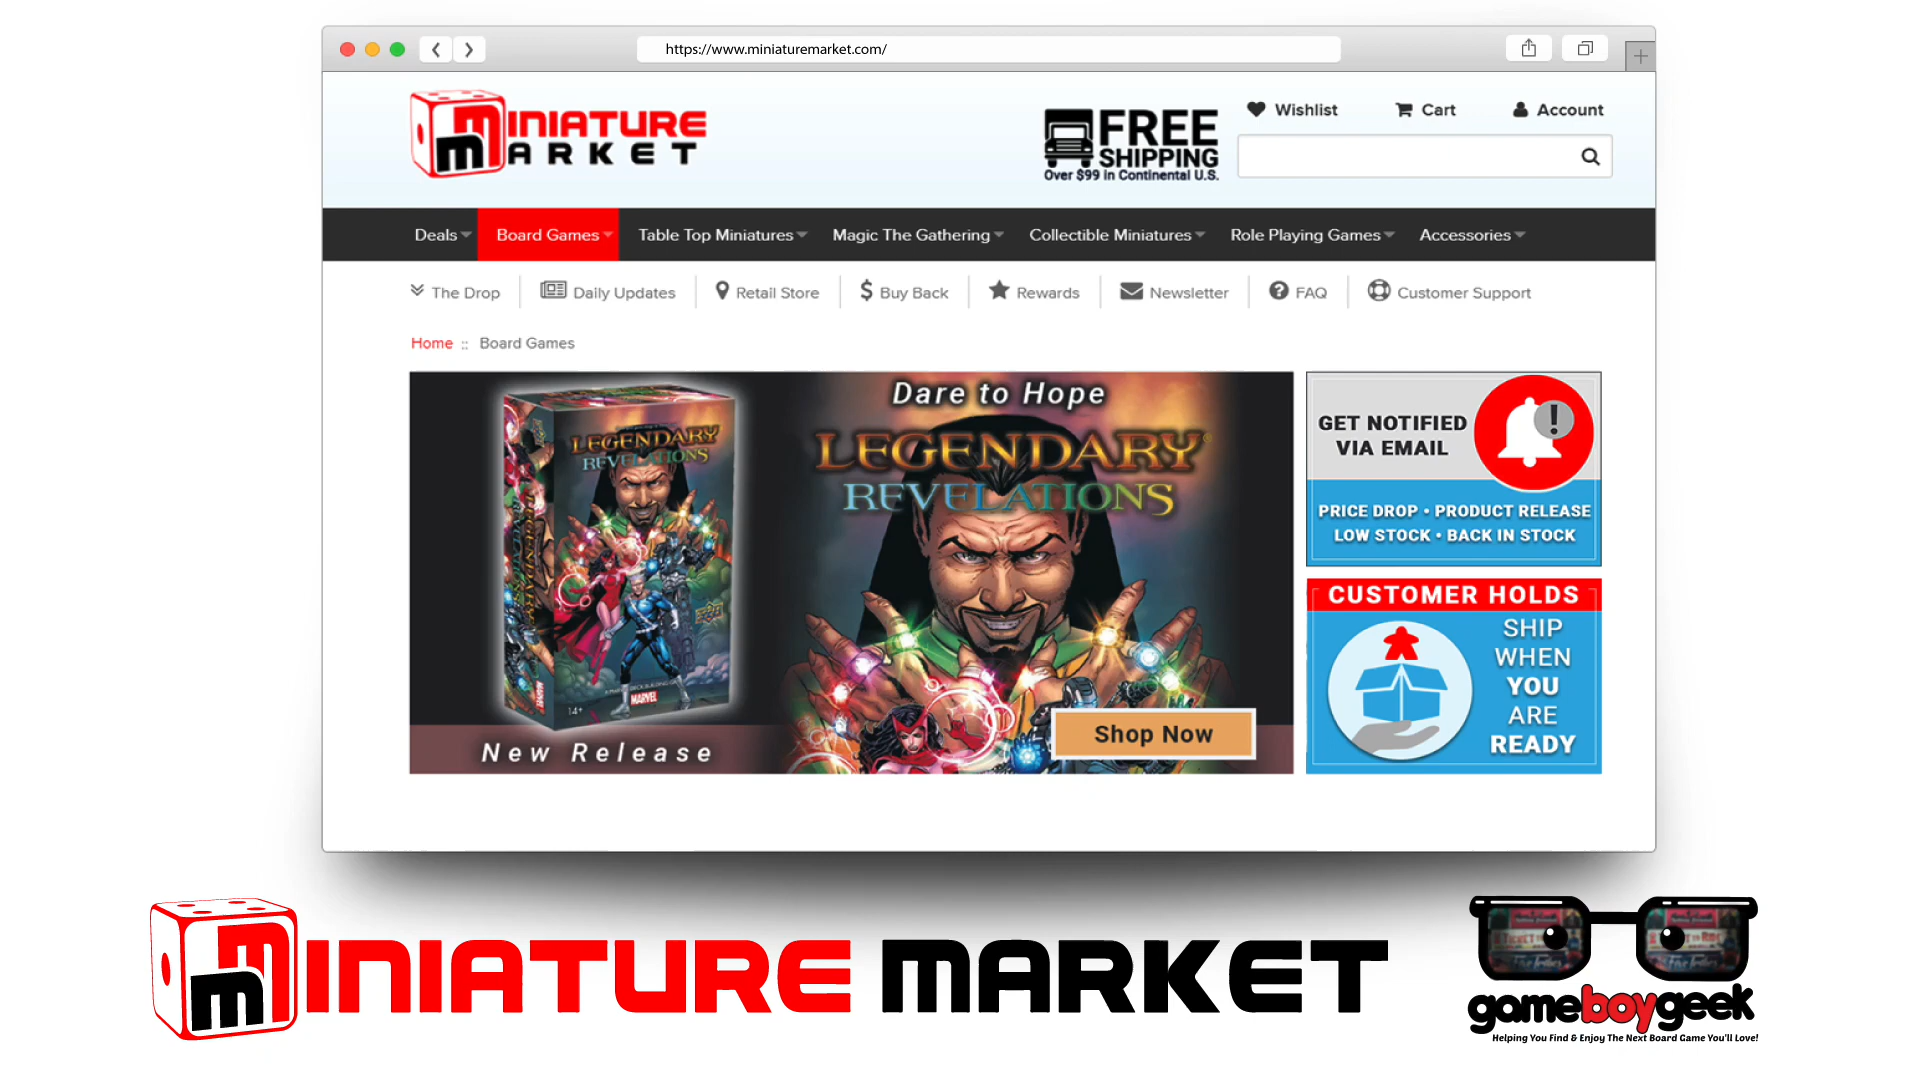 https://www.miniaturemarket.com/
MINIATURE
MARKET
FREE
SHIPPING
Over $99 in Continental U.S.
Wishlist
Cart
Account
Deals
Board Games
Table Top Miniatures
Magic The Gathering
Collectible Miniatures
Role Playing Games
Accessories
The Drop
Daily Updates
Retail Store
$ Buy Back
Rewards
Newsletter
? FAQ
Customer Support
Home :: Board Games
LEGENDARY
REVELATIONS
MARVEL
14+
New Release
Dare to Hope
LEGENDARY®
REVELATIONS
Shop Now
GET NOTIFIED
VIA EMAIL
!
PRICE DROP • PRODUCT RELEASE
LOW STOCK • BACK IN STOCK
CUSTOMER HOLDS
SHIP
WHEN
YOU
ARE
READY
MINIATURE MARKET
gameboygeek
Helping You Find & Enjoy The Next Board Game You'll Love!